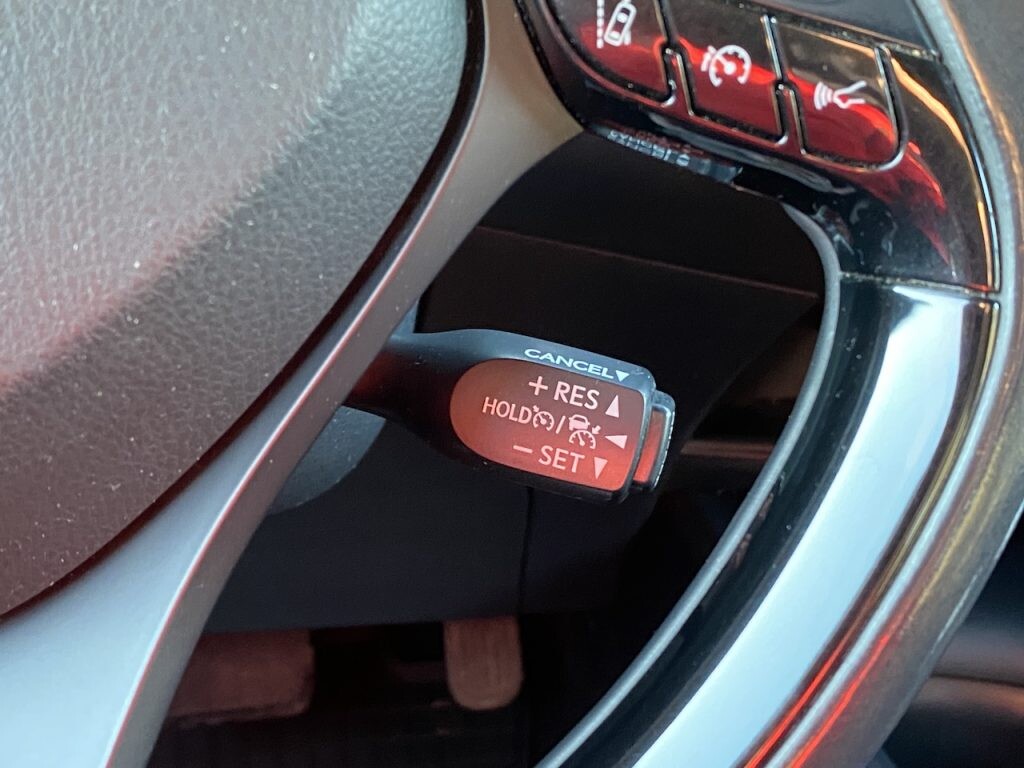 CANCEL▼
+ RES ▲
HOLD / ◀
− SET ▼